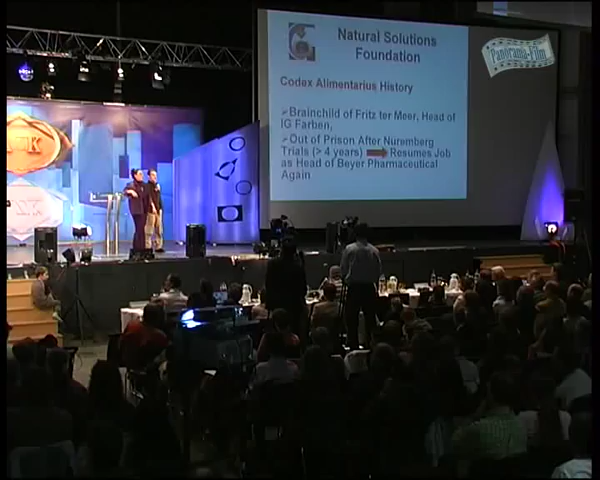 Natural Solutions
Foundation
Codex Alimentarius History
➢Brainchild of Fritz ter Meer, Head of
IG Farben,
➢Out of Prison After Nuremberg
Trials (> 4 years) ➡ Resumes Job
as Head of Beyer Pharmaceutical
Again
Panorama-Film